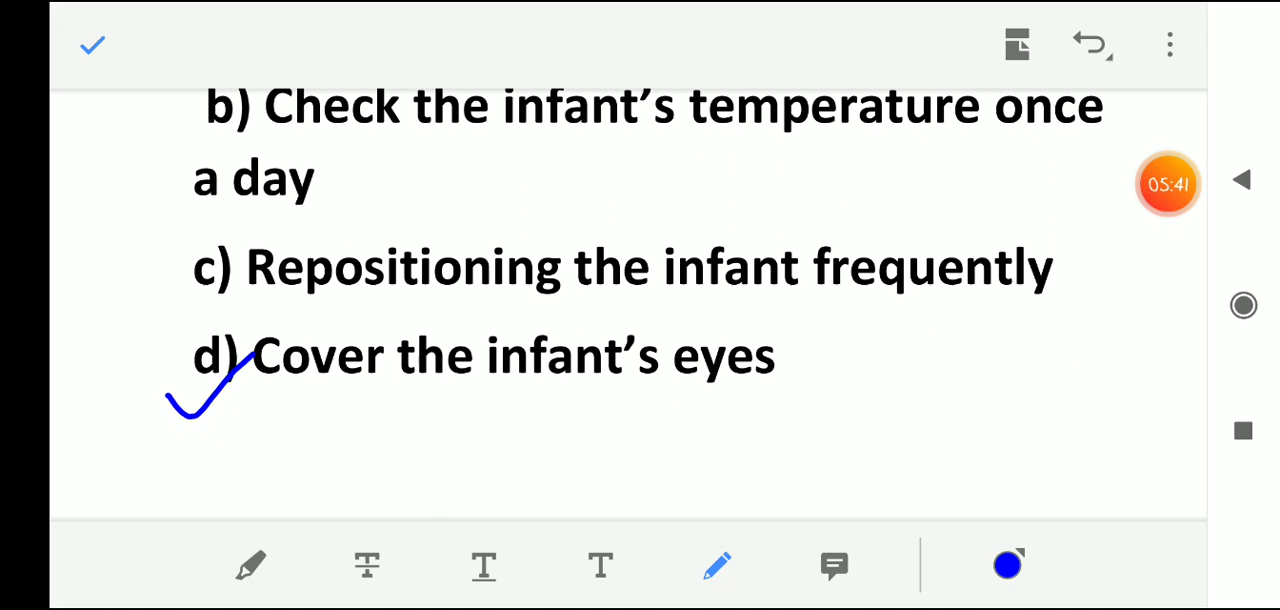 b) Check the infant’s temperature once
a day
05:41
c) Repositioning the infant frequently
d) Cover the infant’s eyes
T T T